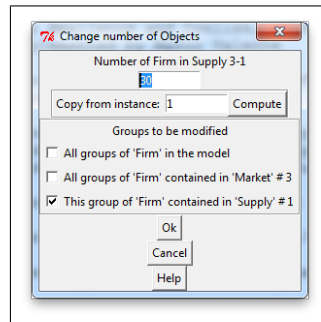 Change number of Objects
Number of Firm in Supply 3-1
30
Copy from instance: 1 Compute
Groups to be modified
All groups of 'Firm' in the model
All groups of 'Firm' contained in 'Market' # 3
This group of 'Firm' contained in 'Supply' # 1
Ok
Cancel
Help